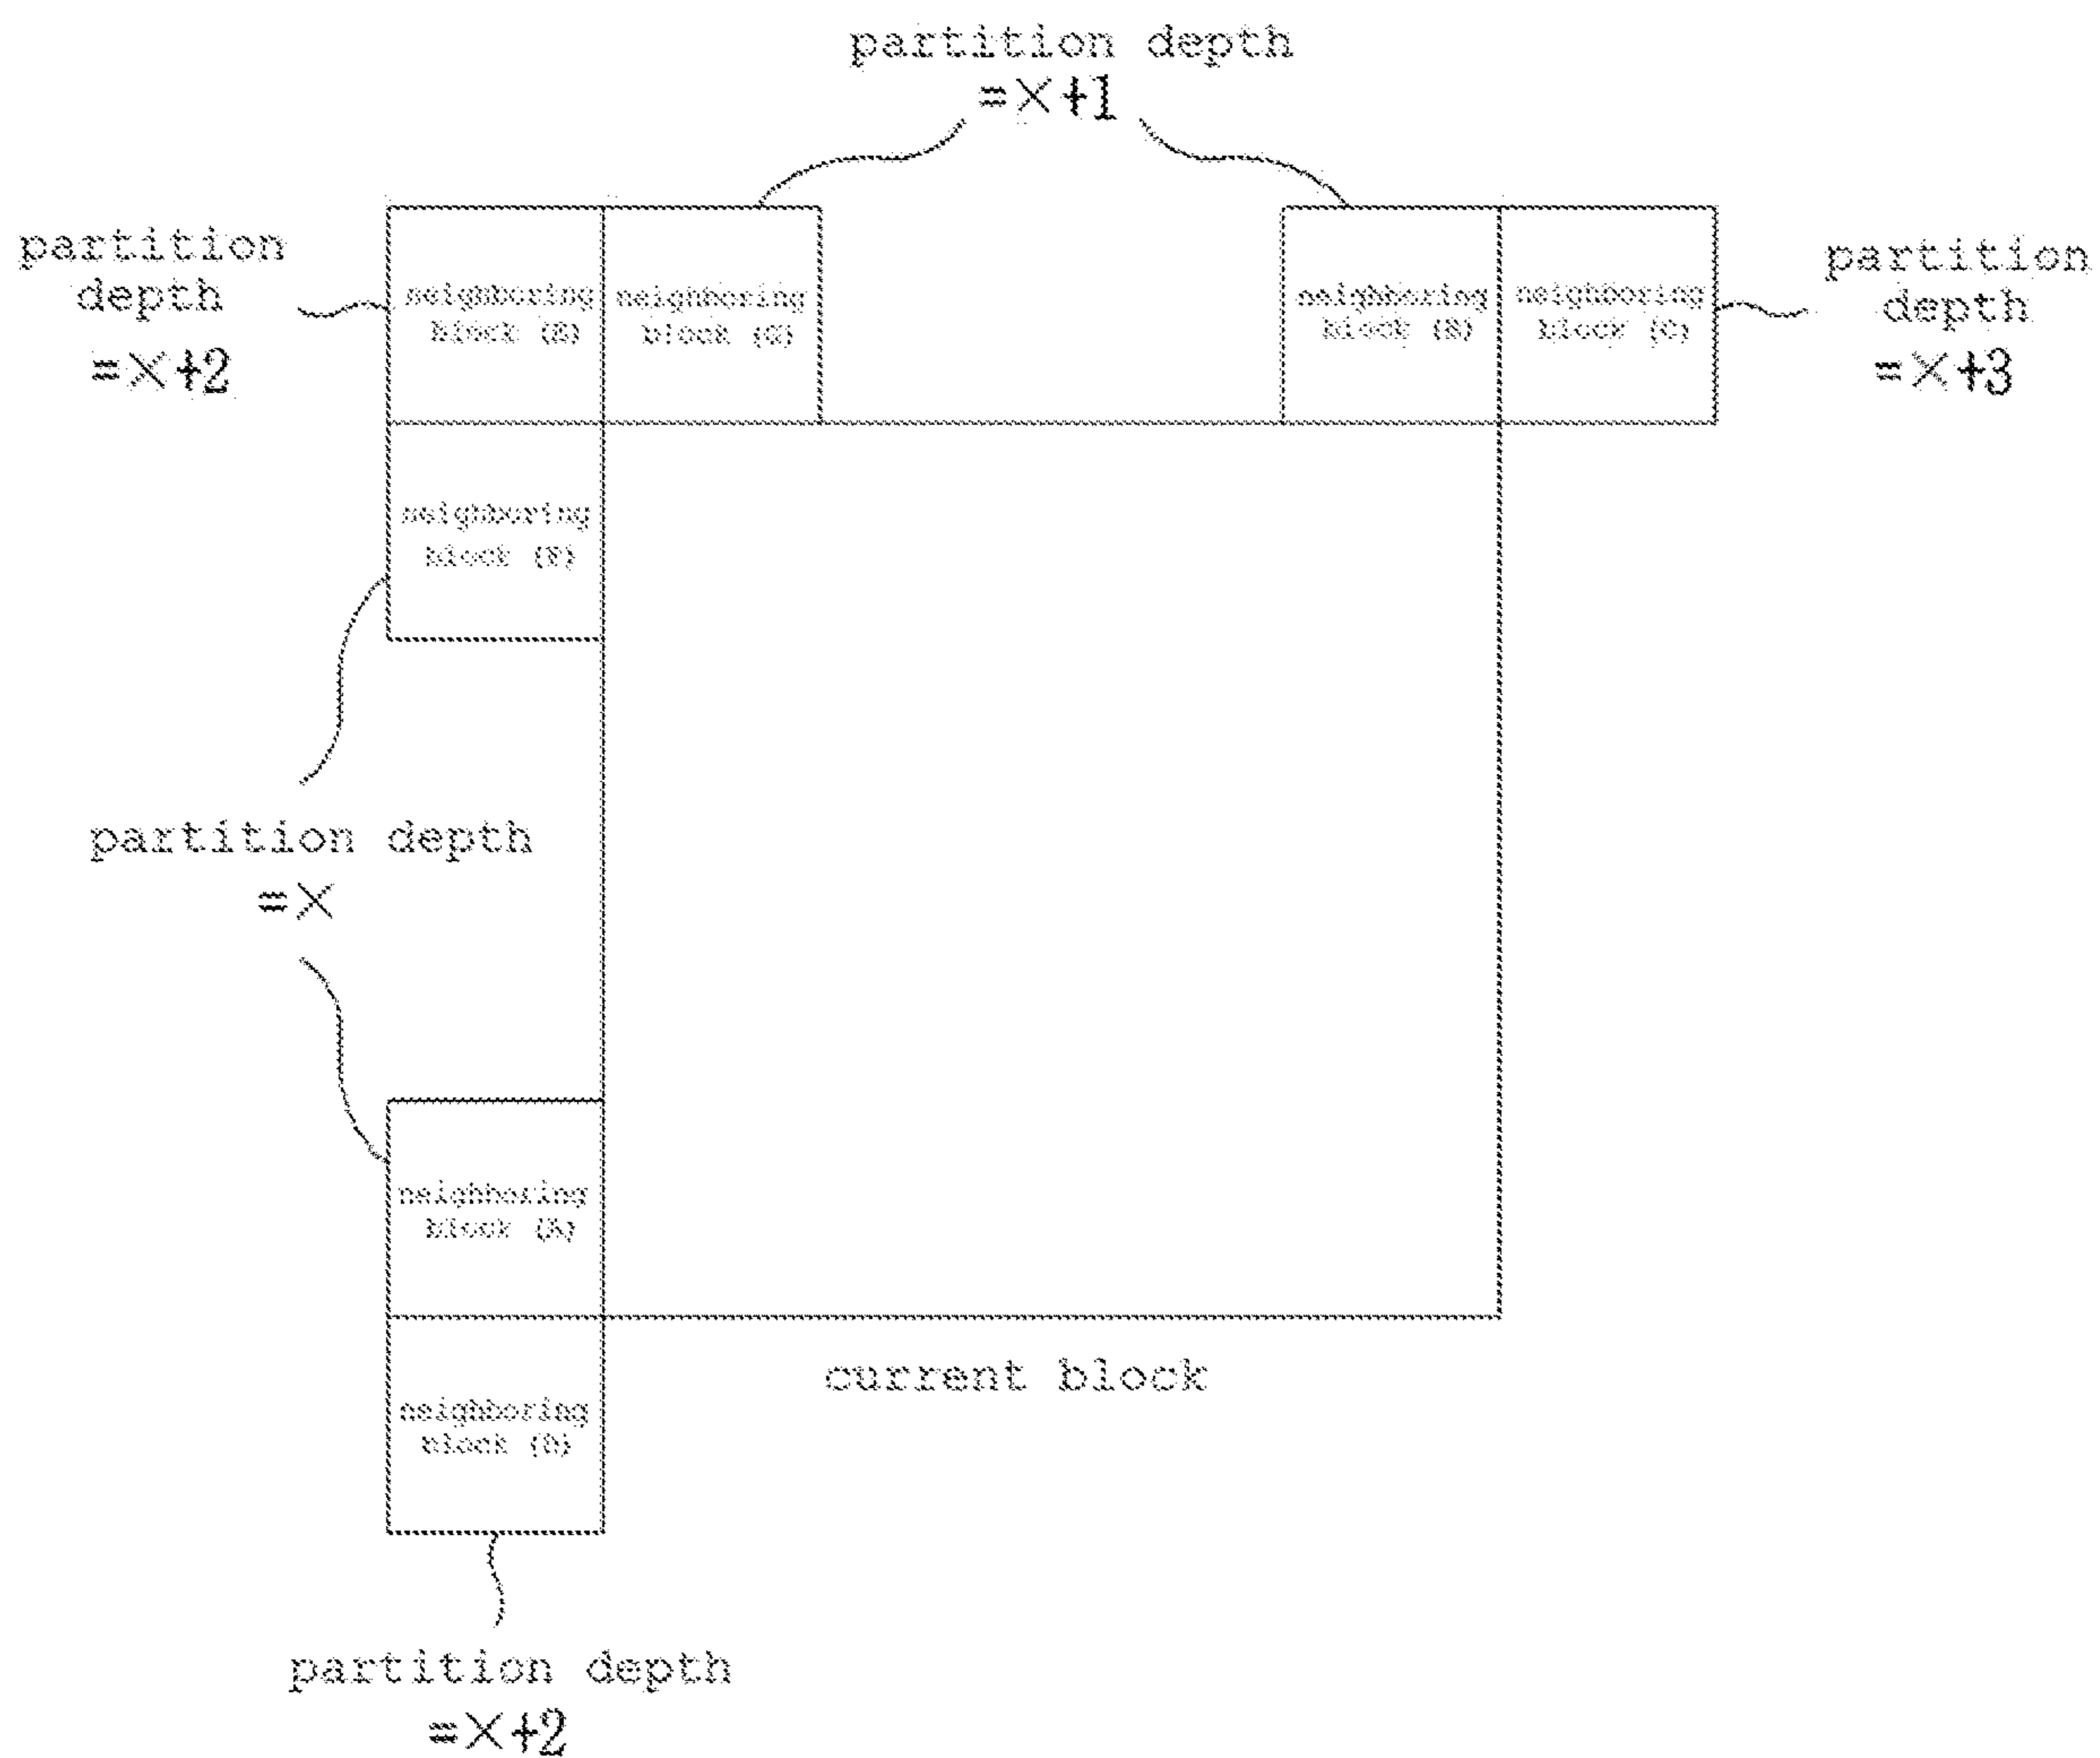 partition depth
=X+1
partition
depth
=X+2
neighboring
block (E)
neighboring
block (G)
neighboring
block (B)
neighboring
block (C)
partition
depth
=X+3
neighboring
block (F)
partition depth
=X
neighboring
block (A)
current block
neighboring
block (D)
partition depth
=X+2